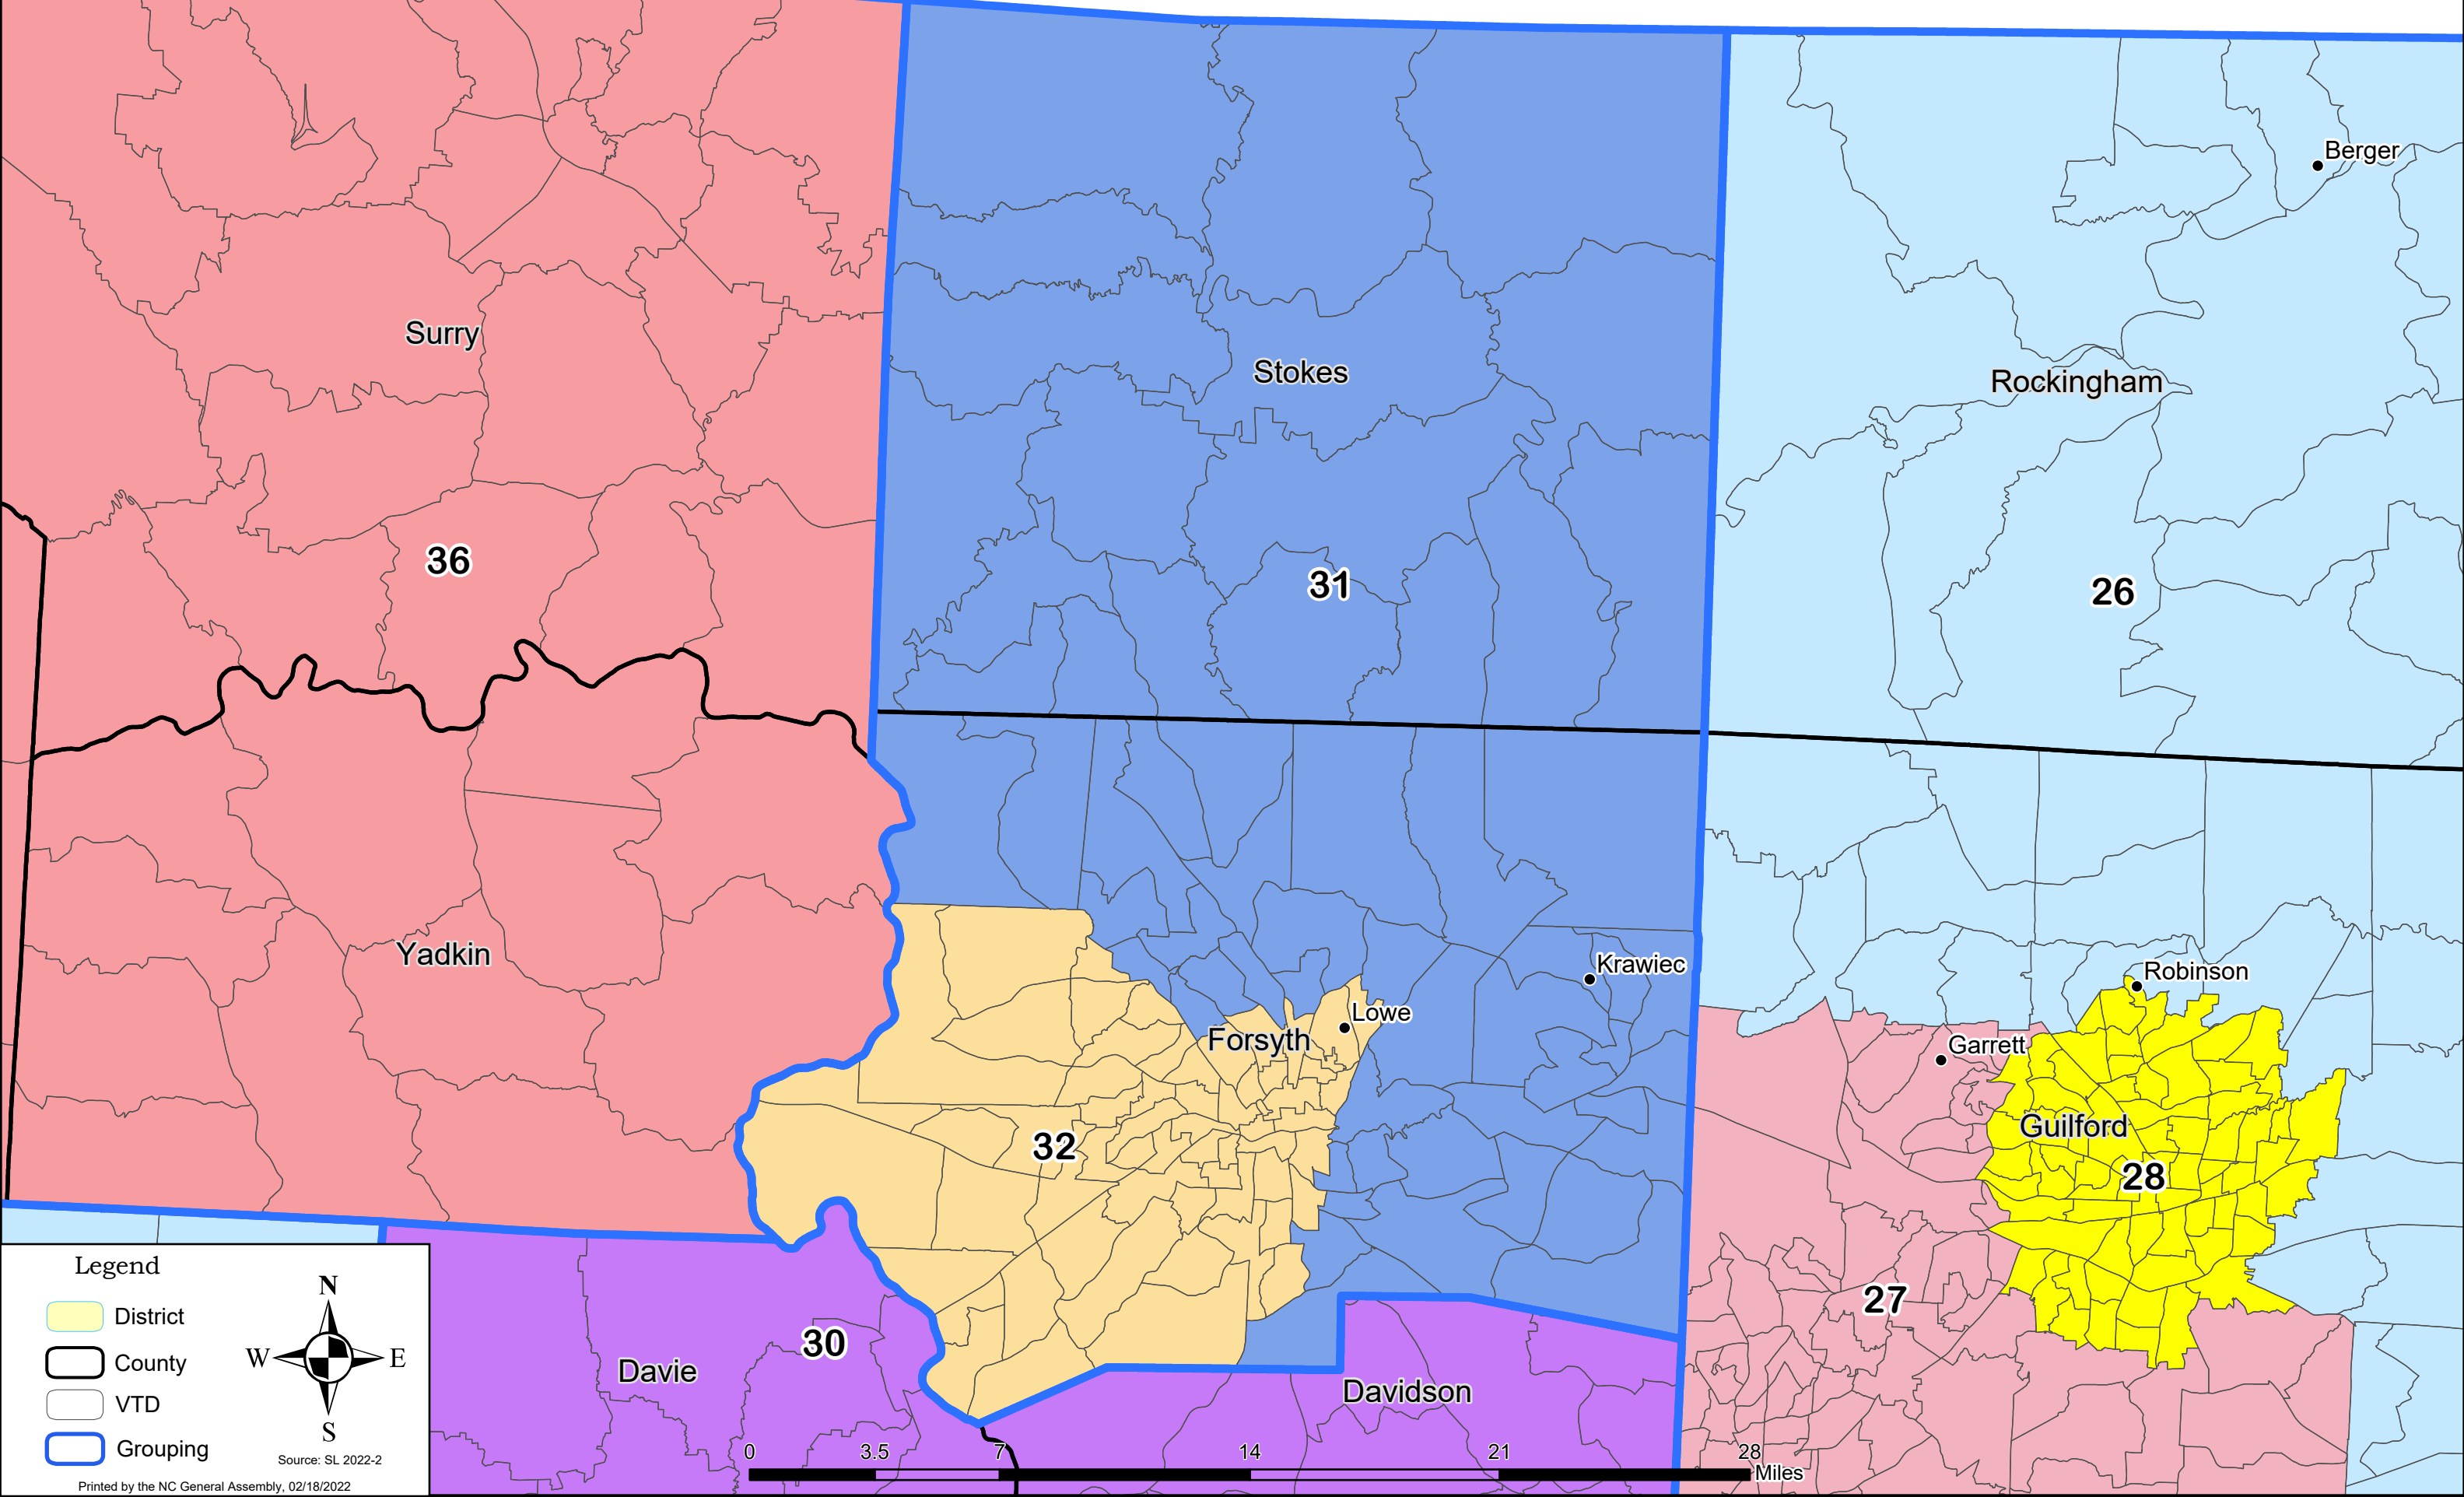 Berger
Surry
Stokes
Rockingham
36
31
26
Yadkin
Krawiec
Robinson
Lowe
Forsyth
Garrett
Guilford
32
28
27
30
Davie
Davidson
Legend
District
County
VTD
Grouping
N
W E
S
Source: SL 2022-2
Printed by the NC General Assembly, 02/18/2022
0 3.5 7 14 21 28
Miles